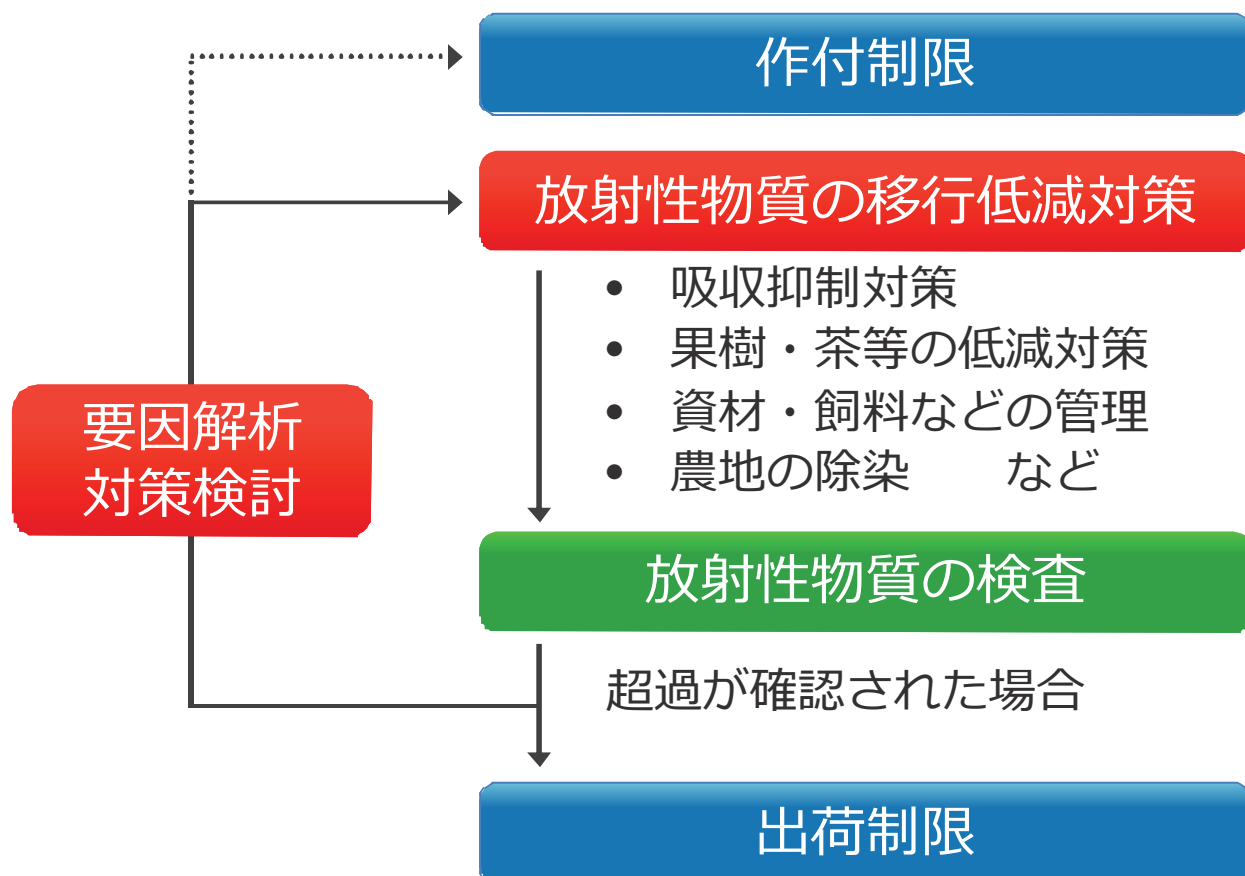 作付制限
放射性物質の移行低減対策
• 吸収抑制対策
• 果樹・茶等の低減対策
• 資材・飼料などの管理
• 農地の除染　　など
要因解析
対策検討
放射性物質の検査
超過が確認された場合
出荷制限